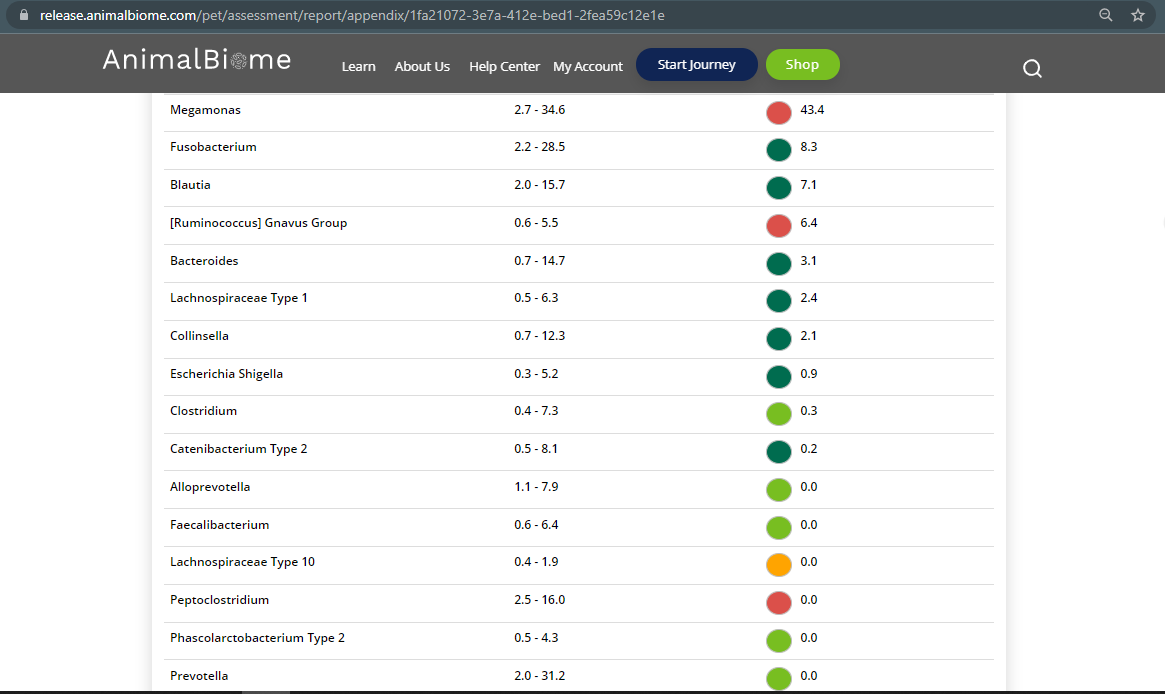 release.animalbiome.com/pet/assessment/report/appendix/1fa21072-3e7a-412e-bed1-2fea59c12e1e
AnimalBiome Learn About Us Help Center My Account Start Journey Shop
Megamonas 2.7 - 34.6 43.4
Fusobacterium 2.2 - 28.5 8.3
Blautia 2.0 - 15.7 7.1
[Ruminococcus] Gnavus Group 0.6 - 5.5 6.4
Bacteroides 0.7 - 14.7 3.1
Lachnospiraceae Type 1 0.5 - 6.3 2.4
Collinsella 0.7 - 12.3 2.1
Escherichia Shigella 0.3 - 5.2 0.9
Clostridium 0.4 - 7.3 0.3
Catenibacterium Type 2 0.5 - 8.1 0.2
Alloprevotella 1.1 - 7.9 0.0
Faecalibacterium 0.6 - 6.4 0.0
Lachnospiraceae Type 10 0.4 - 1.9 0.0
Peptoclostridium 2.5 - 16.0 0.0
Phascolarctobacterium Type 2 0.5 - 4.3 0.0
Prevotella 2.0 - 31.2 0.0